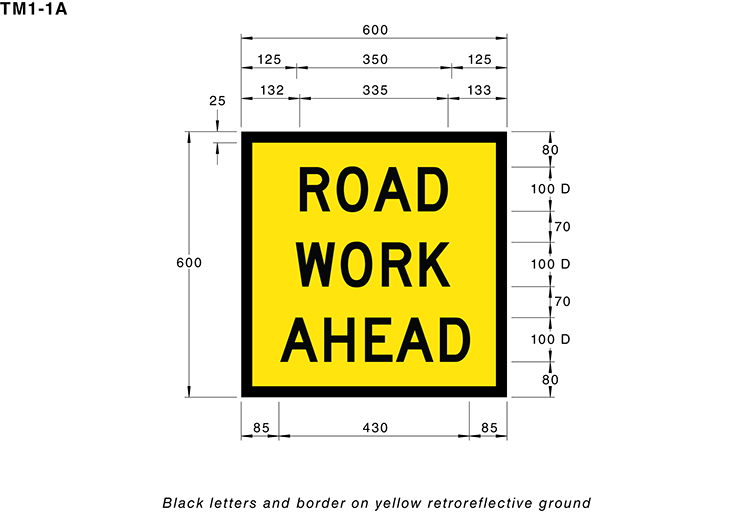 TM1-1A
600
125 350 125
132 335 133
25
80
ROAD
100 D
70
600
WORK
100 D
70
AHEAD
100 D
80
85 430 85
Black letters and border on yellow retroreflective ground